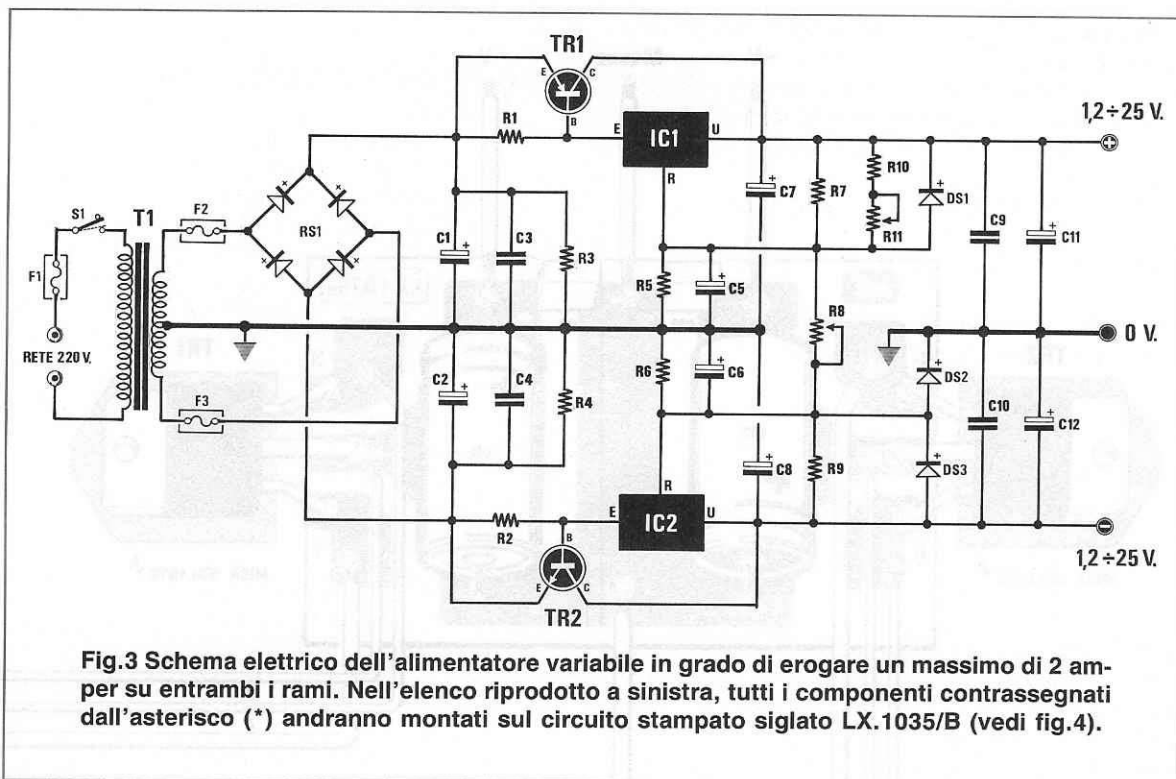 TR1
E
C
B
R1
E
IC1
U
R
1,2÷25 V.
R10
R7
DS1
C7
R11
C9
C11
S1
T1
F2
RS1
F1
C1
C3
R3
R5
C5
R8
RETE 220 V.
0 V.
F3
C2
C4
R4
R6
C6
DS2
C10
C12
C8
R9
DS3
R
R2
B
E
IC2
U
E
C
TR2
1,2÷25 V.
Fig.3 Schema elettrico dell'alimentatore variabile in grado di erogare un massimo di 2 am-
per su entrambi i rami. Nell'elenco riprodotto a sinistra, tutti i componenti contrassegnati
dall'asterisco (*) andranno montati sul circuito stampato siglato LX.1035/B (vedi fig.4).